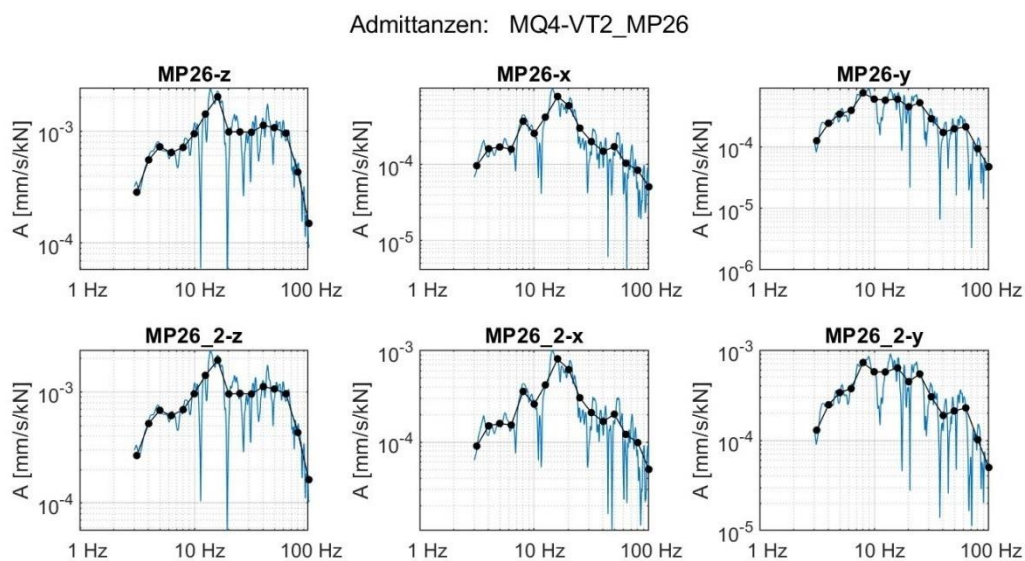 Admittanzen: MQ4-VT2_MP26
MP26-z
MP26-x
MP26-y
A [mm/s/kN]
10^-3
10^-4
1 Hz
10 Hz
100 Hz
A [mm/s/kN]
10^-4
10^-5
1 Hz
10 Hz
100 Hz
A [mm/s/kN]
10^-4
10^-5
10^-6
1 Hz
10 Hz
100 Hz
MP26_2-z
MP26_2-x
MP26_2-y
A [mm/s/kN]
10^-3
10^-4
1 Hz
10 Hz
100 Hz
A [mm/s/kN]
10^-3
10^-4
1 Hz
10 Hz
100 Hz
A [mm/s/kN]
10^-3
10^-4
10^-5
1 Hz
10 Hz
100 Hz